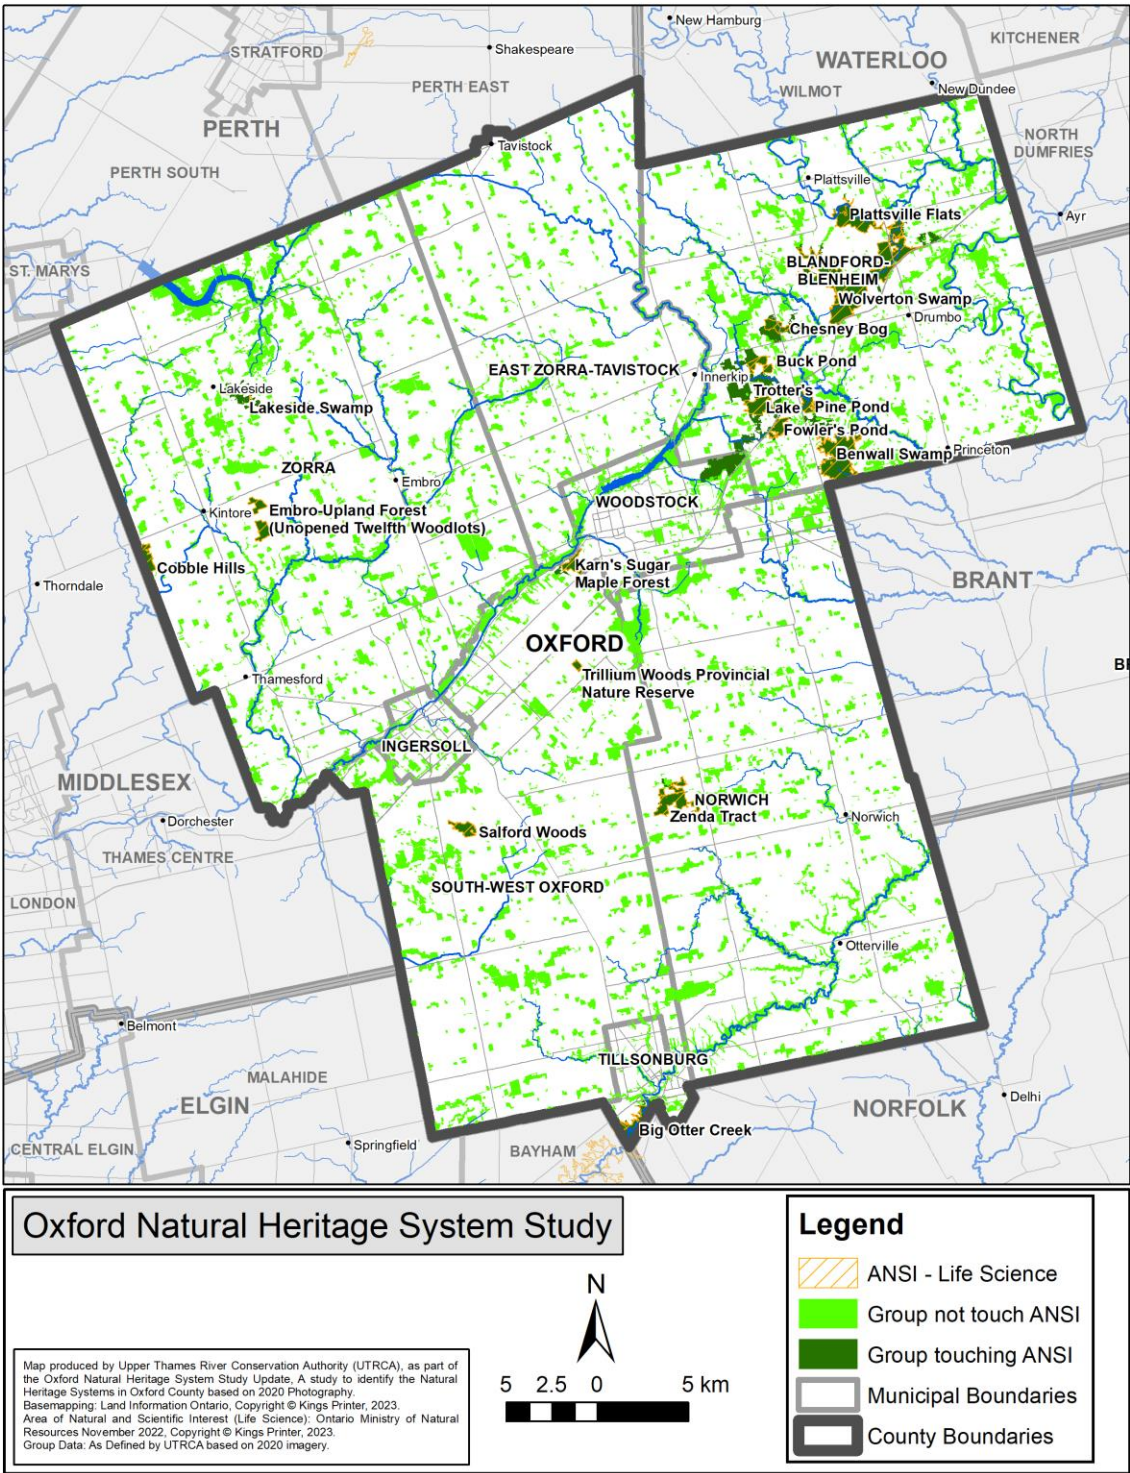 New Hamburg
KITCHENER
STRATFORD
Shakespeare
WATERLOO
PERTH EAST
WILMOT
New Dundee
PERTH
NORTH
DUMFRIES
Tavistock
PERTH SOUTH
Plattsville
Plattsville Flats
Ayr
ST. MARYS
BLANDFORD-
BLENHEIM
Wolverton Swamp
Drumbo
Chesney Bog
Buck Pond
EAST ZORRA-TAVISTOCK
Innerkip
Lakeside
Trotter's
Lake
Pine Pond
Lakeside Swamp
Fowler's Pond
Benwall Swamp
Princeton
ZORRA
Embro
WOODSTOCK
Kintore
Embro-Upland Forest
(Unopened Twelfth Woodlots)
Cobble Hills
Karn's Sugar
Maple Forest
Thorndale
BRANT
OXFORD
BR
Thamesford
Trillium Woods Provincial
Nature Reserve
INGERSOLL
MIDDLESEX
NORWICH
Zenda Tract
Norwich
Dorchester
Salford Woods
THAMES CENTRE
SOUTH-WEST OXFORD
LONDON
Otterville
Belmont
TILLSONBURG
MALAHIDE
ELGIN
Delhi
NORFOLK
Big Otter Creek
CENTRAL ELGIN
Springfield
BAYHAM
Oxford Natural Heritage System Study
N
5 2.5 0 5 km
Map produced by Upper Thames River Conservation Authority (UTRCA), as part of
the Oxford Natural Heritage System Study Update, A study to identify the Natural
Heritage Systems in Oxford County based on 2020 Photography.
Basemapping: Land Information Ontario, Copyright © Kings Printer, 2023.
Area of Natural and Scientific Interest (Life Science): Ontario Ministry of Natural
Resources November 2022, Copyright © Kings Printer, 2023.
Group Data: As Defined by UTRCA based on 2020 imagery.
Legend
ANSI - Life Science
Group not touch ANSI
Group touching ANSI
Municipal Boundaries
County Boundaries